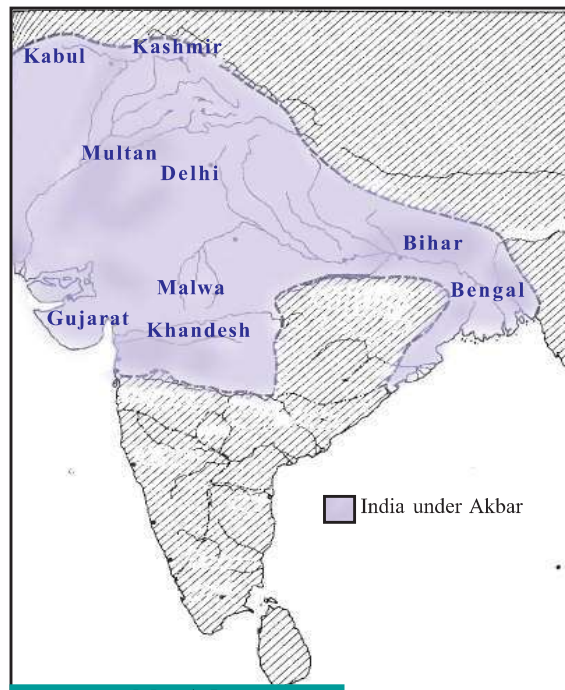 Kabul
Kashmir
Multan
Delhi
Bihar
Malwa
Bengal
Gujarat
Khandesh
India under Akbar